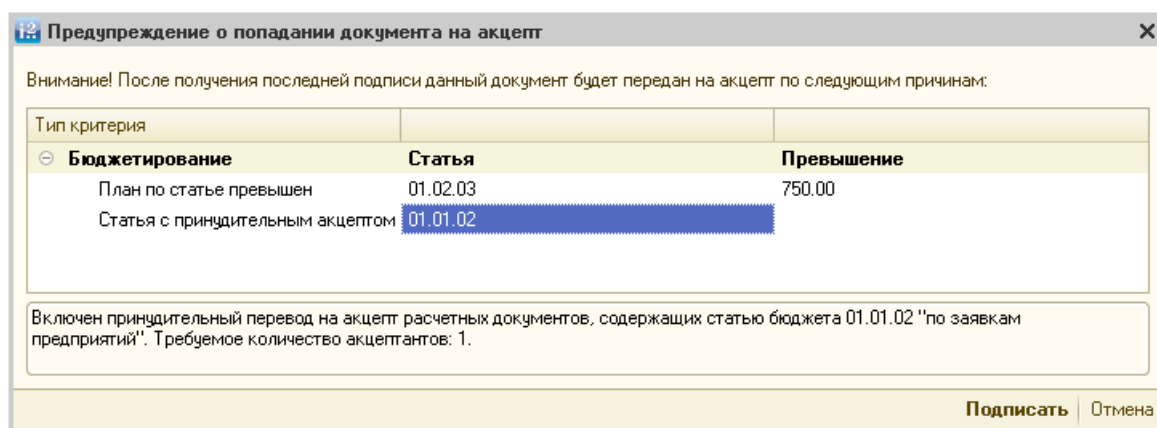 Предупреждение о попадании документа на акцепт
Внимание! После получения последней подписи данный документ будет передан на акцепт по следующим причинам:
Тип критерия
Бюджетирование Статья Превышение
План по статье превышен 01.02.03 750.00
Статья с принудительным акцептом 01.01.02
Включен принудительный перевод на акцепт расчетных документов, содержащих статью бюджета 01.01.02 "по заявкам
предприятий". Требуемое количество акцептантов: 1.
Подписать Отмена